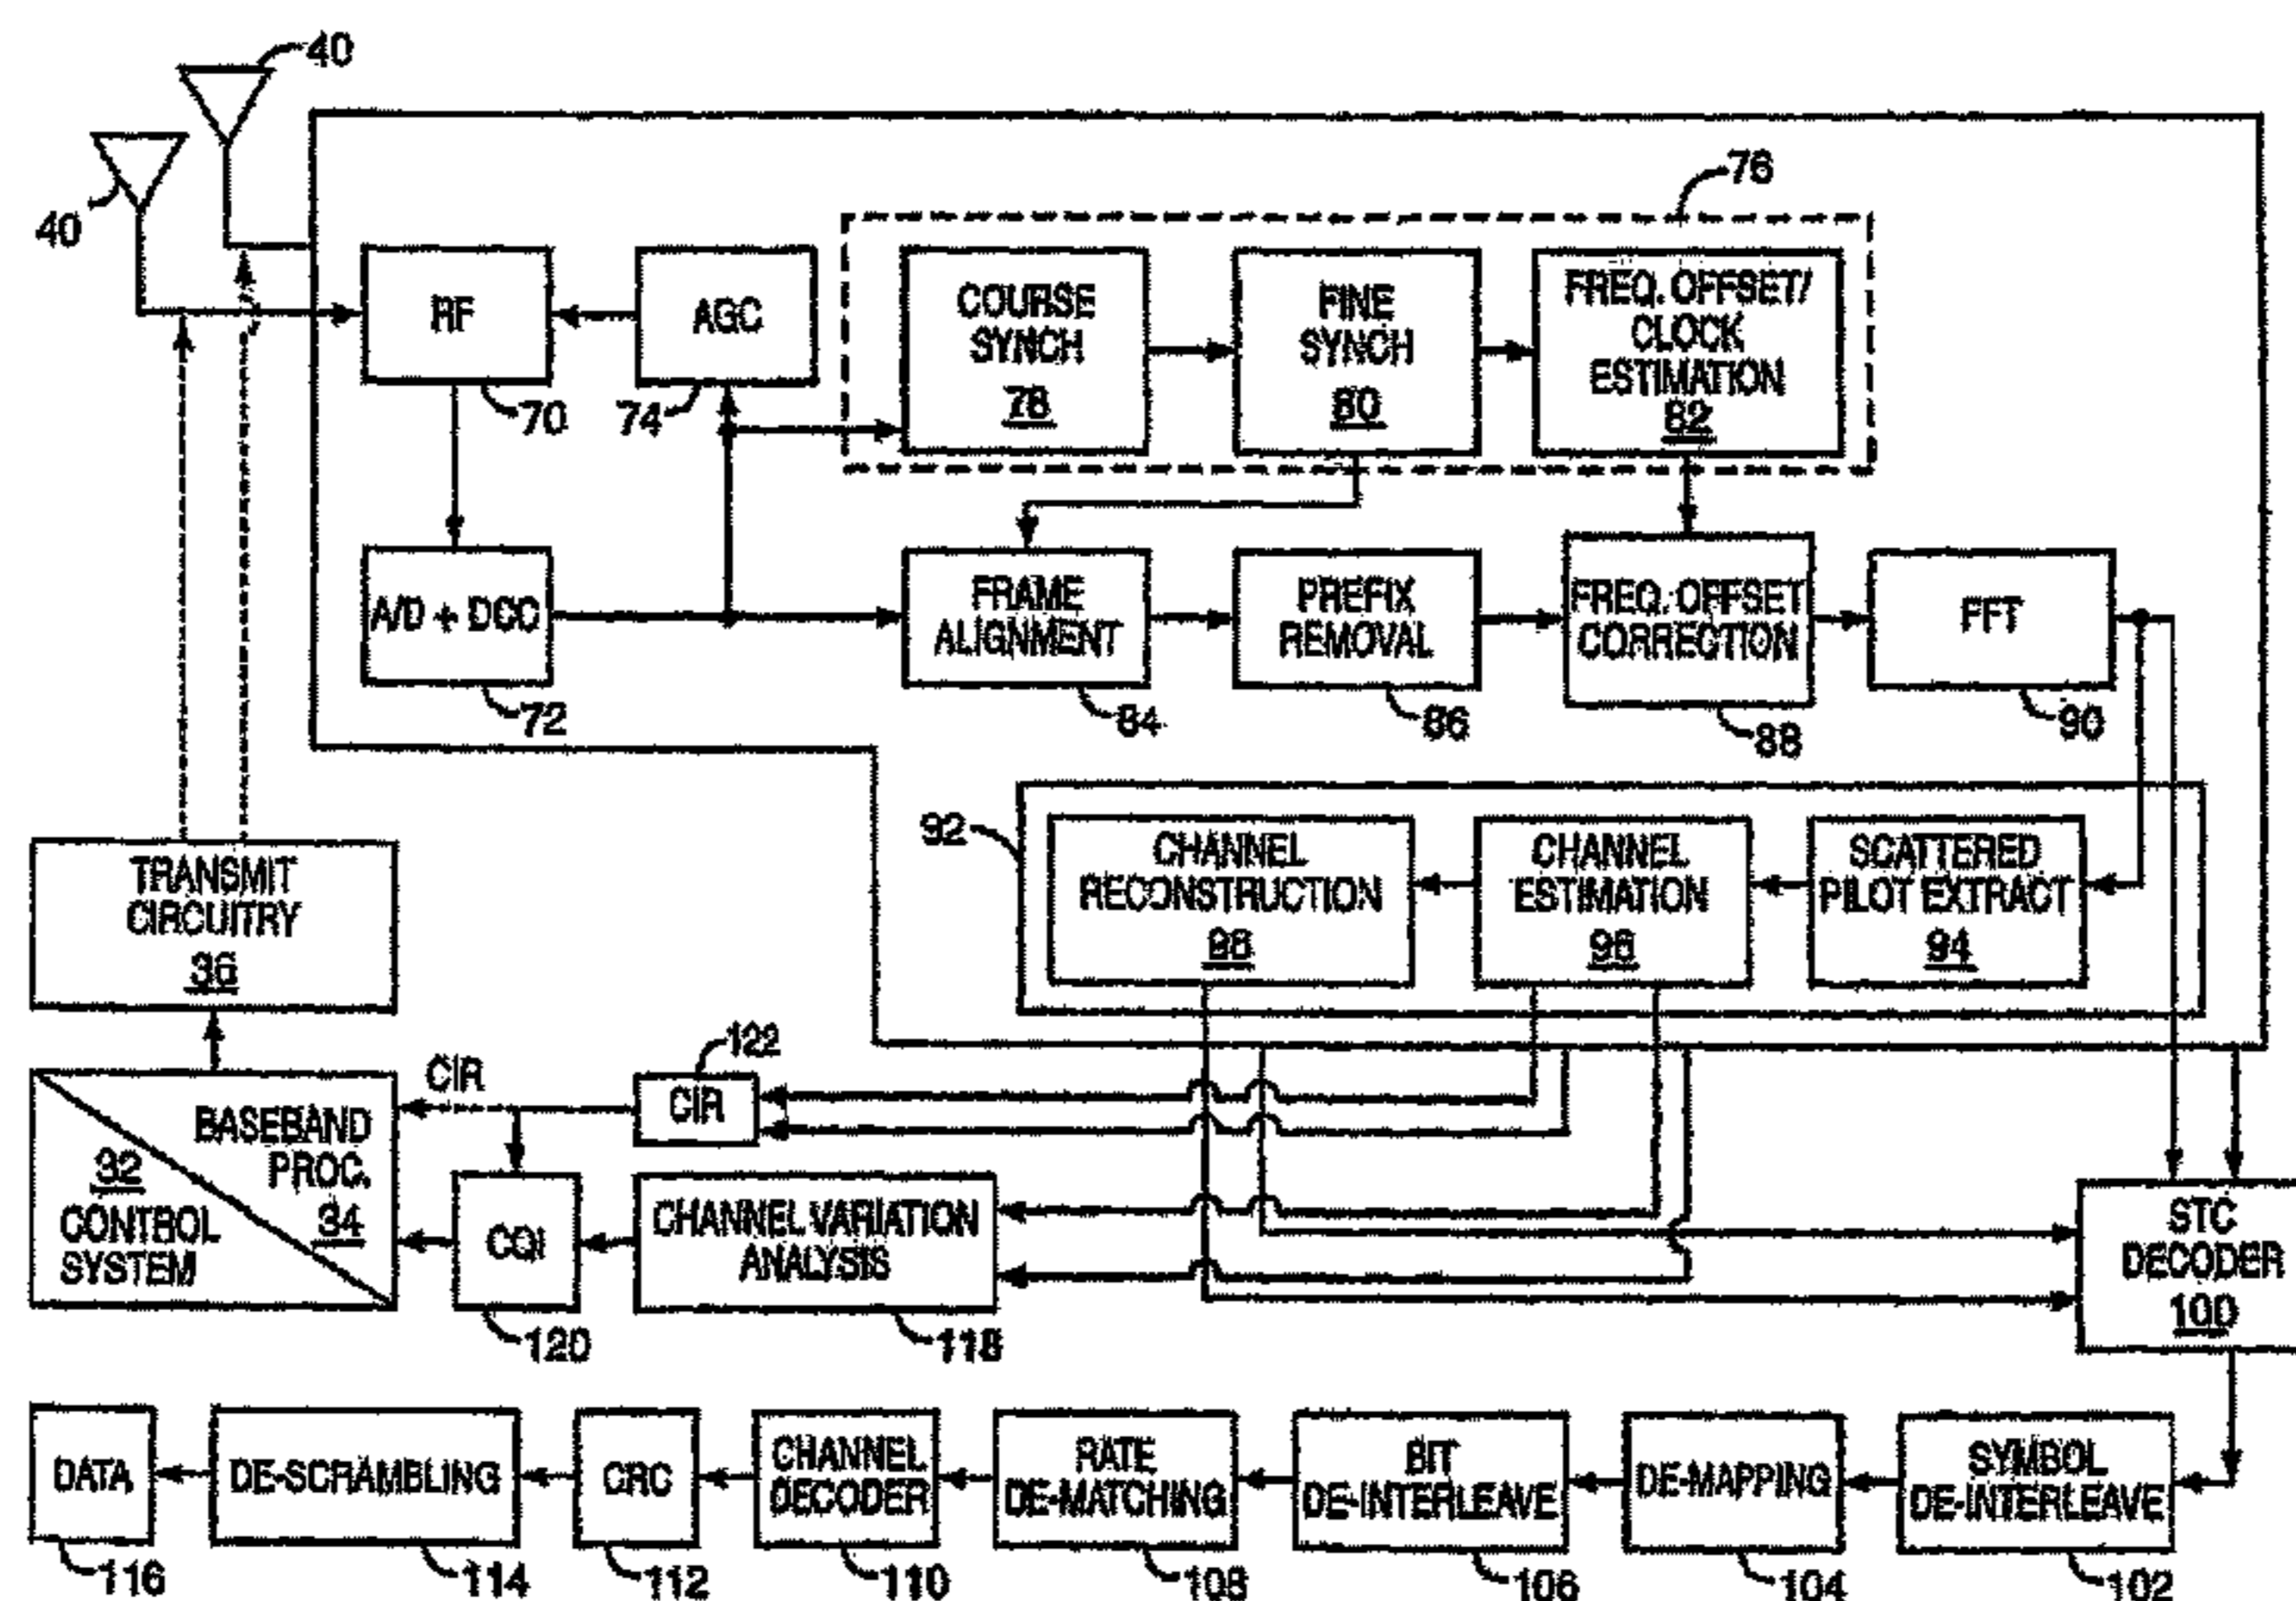 40
40
76
RF
70
AGC
74
COURSE
SYNCH
78
FINE
SYNCH
80
FREQ. OFFSET/
CLOCK
ESTIMATION
82
A/D + DCC
72
FRAME
ALIGNMENT
84
PREFIX
REMOVAL
86
FREQ. OFFSET
CORRECTION
88
FFT
90
92
CHANNEL
RECONSTRUCTION
98
CHANNEL
ESTIMATION
96
SCATTERED
PILOT EXTRACT
94
TRANSMIT
CIRCUITRY
36
122
CIR
CIR
BASEBAND
PROC.
34
32
CONTROL
SYSTEM
CQI
120
CHANNEL VARIATION
ANALYSIS
118
STC
DECODER
100
DATA
116
DE-SCRAMBLING
114
CRC
112
CHANNEL
DECODER
110
RATE
DE-MATCHING
108
BIT
DE-INTERLEAVE
106
DE-MAPPING
104
SYMBOL
DE-INTERLEAVE
102